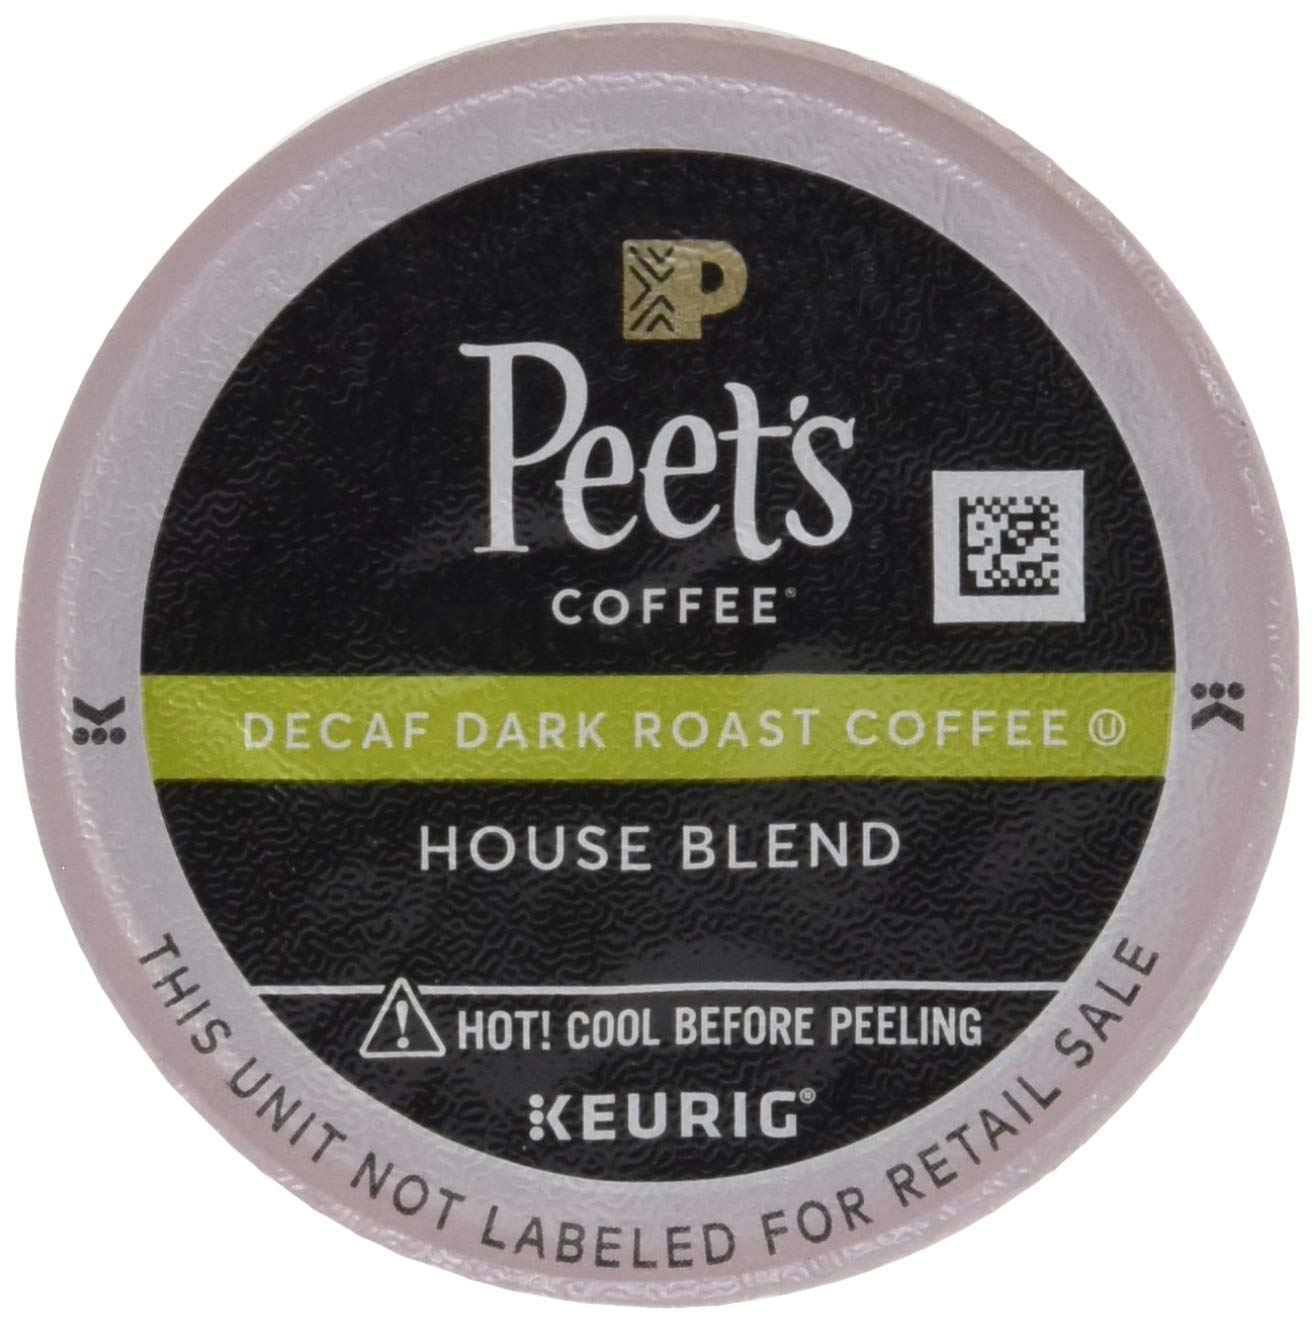 P
Peet's
COFFEE®
DECAF DARK ROAST COFFEE Ⓤ
HOUSE BLEND
HOT! COOL BEFORE PEELING
KEURIG®
THIS UNIT NOT LABELED FOR RETAIL SALE
K
K